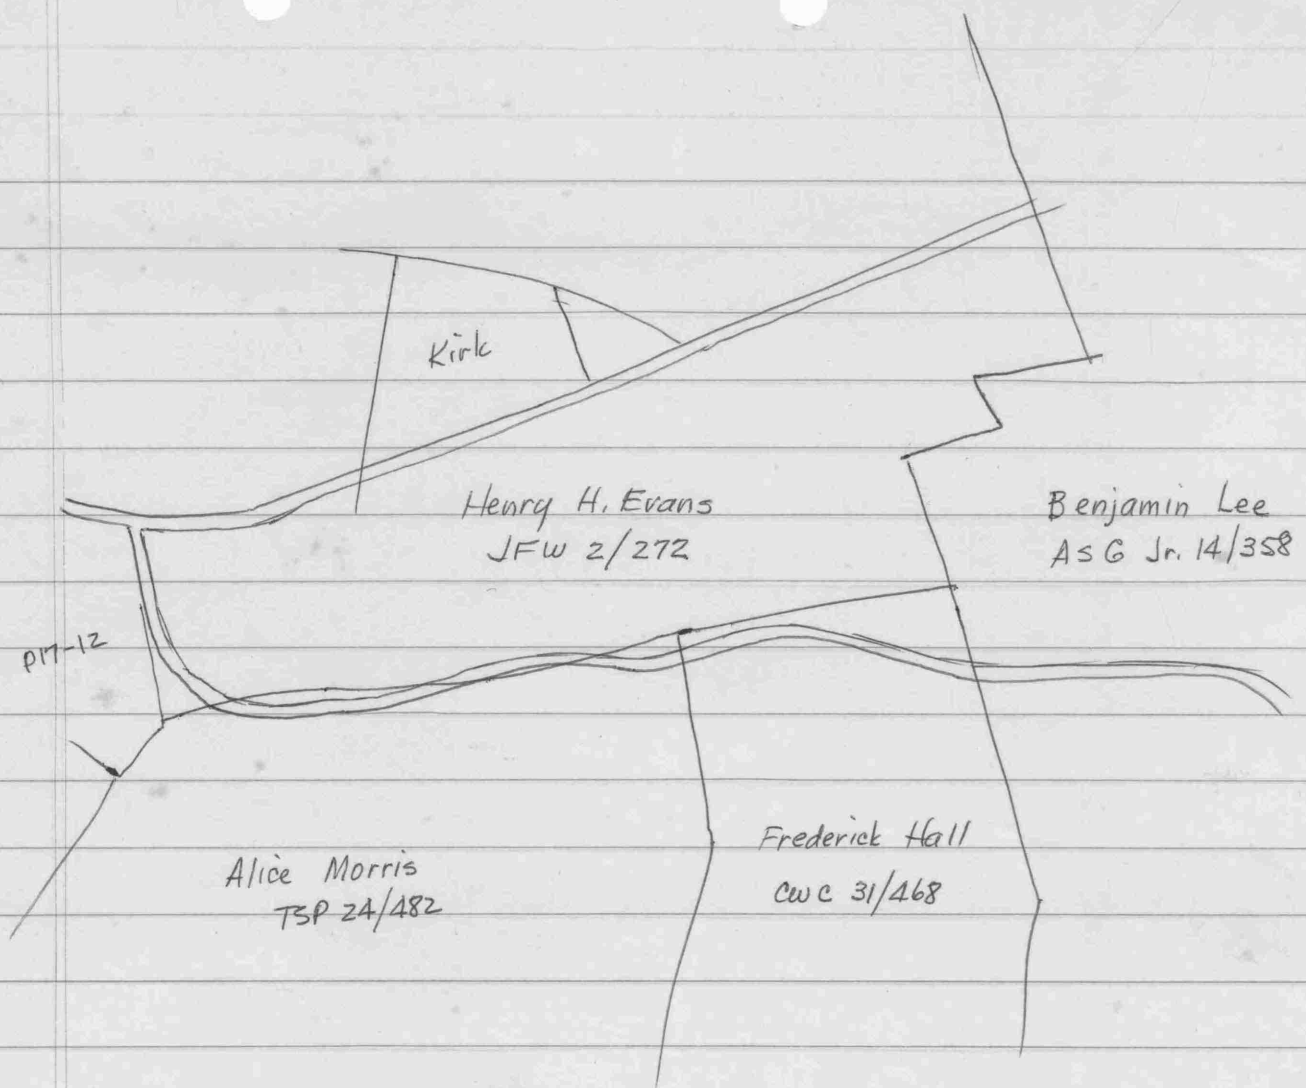 Kirk
Henry H. Evans
JFW 2/272
Benjamin Lee
ASG Jr. 14/358
P17-12
Frederick Hall
CWC 31/468
Alice Morris
TSP 24/482